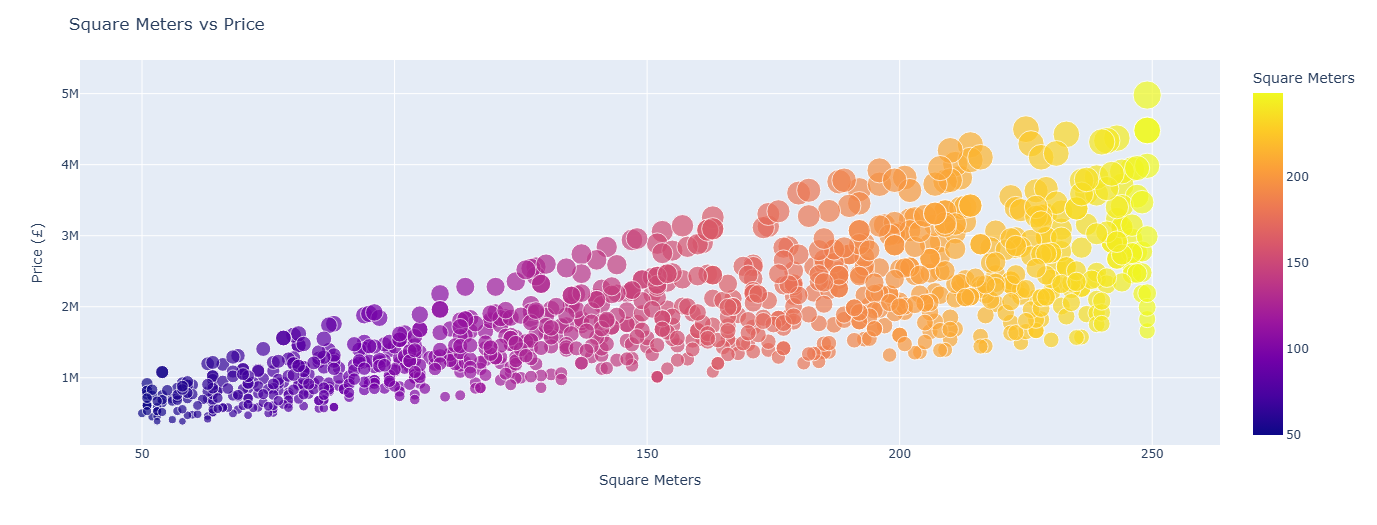 Square Meters vs Price
Square Meters
5M
4M
3M
2M
1M
Price (£)
200
150
100
50
50
100
150
200
250
Square Meters